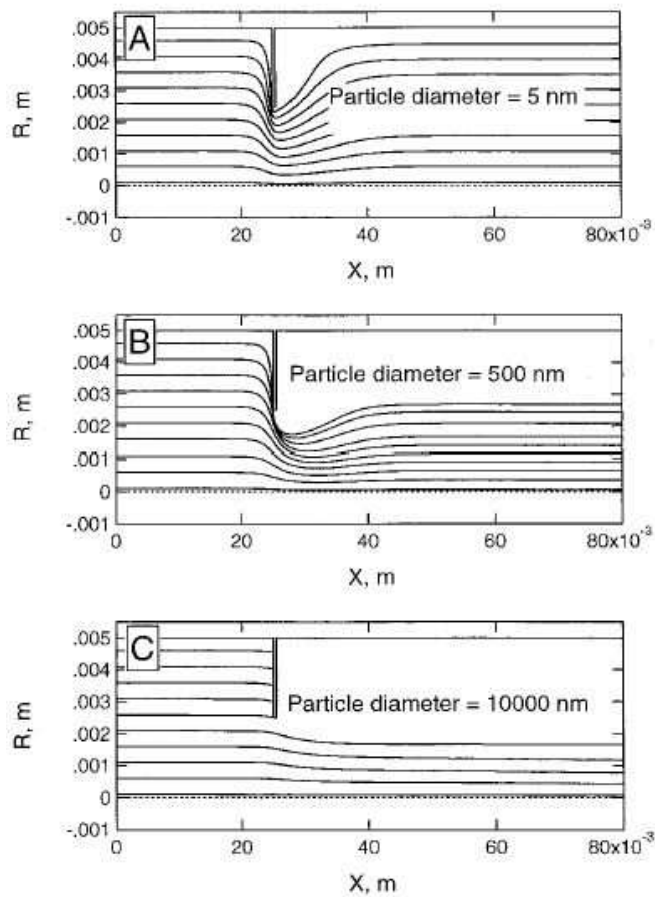 A
.005
.004
.003
.002
.001
0
-.001
R, m
Particle diameter = 5 nm
0 20 40 60 80x10-3
X, m
B
.005
.004
.003
.002
.001
0
-.001
R, m
Particle diameter = 500 nm
0 20 40 60 80x10-3
X, m
C
.005
.004
.003
.002
.001
0
-.001
R, m
Particle diameter = 10000 nm
0 20 40 60 80x10-3
X, m